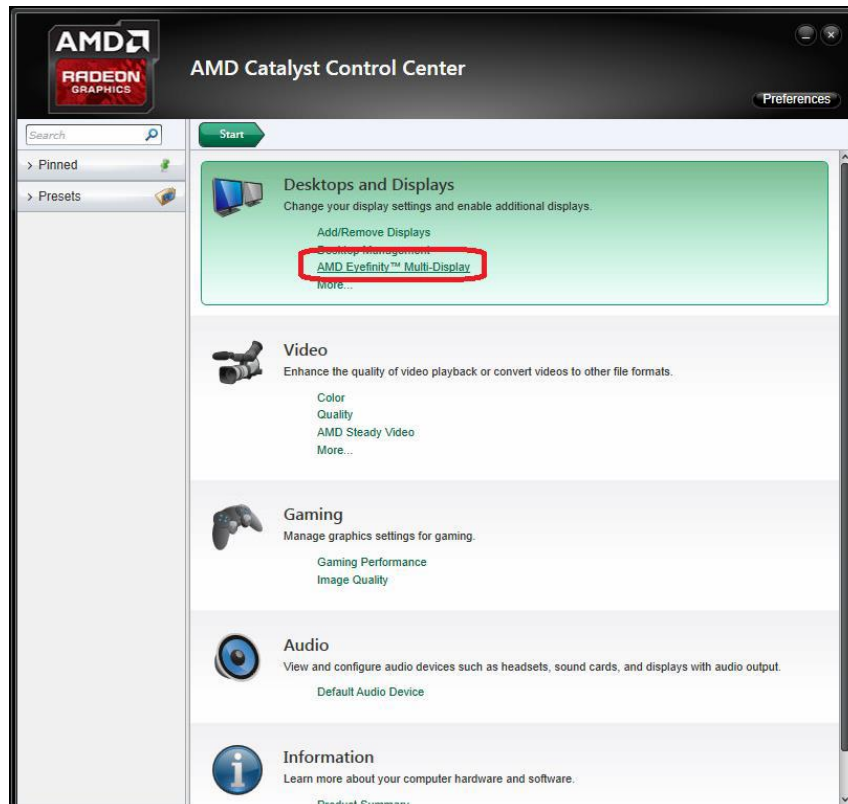 AMD
RADEON
GRAPHICS
AMD Catalyst Control Center
Preferences
Search
Start
> Pinned
> Presets
Desktops and Displays
Change your display settings and enable additional displays.
Add/Remove Displays
Desktop Management
AMD Eyefinity™ Multi-Display
More...
Video
Enhance the quality of video playback or convert videos to other file formats.
Color
Quality
AMD Steady Video
More...
Gaming
Manage graphics settings for gaming.
Gaming Performance
Image Quality
Audio
View and configure audio devices such as headsets, sound cards, and displays with audio output.
Default Audio Device
Information
Learn more about your computer hardware and software.
Product Summary